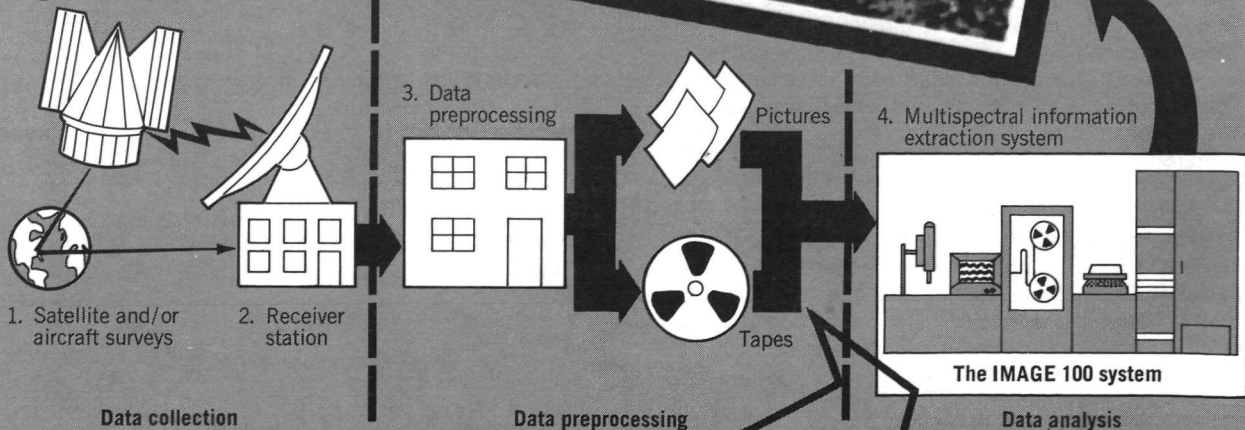 1. Satellite and/or
aircraft surveys
2. Receiver
station
3. Data
preprocessing
Pictures
Tapes
4. Multispectral information
extraction system
The IMAGE 100 system
Data collection
Data preprocessing
Data analysis